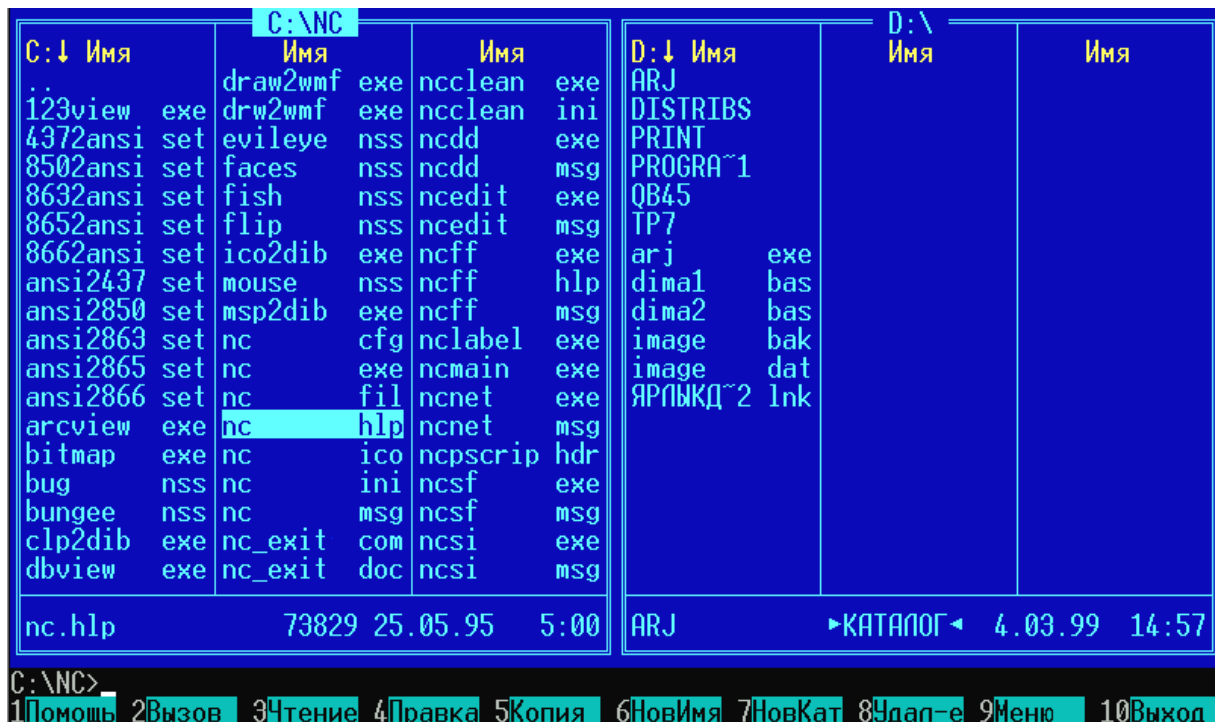 C:\NC D:\
C:↓ Имя Имя Имя D:↓ Имя Имя Имя
.. draw2wmf exe ncclean exe ARJ
123view exe drw2wmf exe ncclean ini DISTRIBS
4372ansi set evileye nss ncdd exe PRINT
8502ansi set faces nss ncdd msg PROGRA~1
8632ansi set fish nss ncedit exe QB45
8652ansi set flip nss ncedit msg TP7
8662ansi set ico2dib exe ncff exe arj exe
ansi2437 set mouse nss ncff hlp dima1 bas
ansi2850 set msp2dib exe ncff msg dima2 bas
ansi2863 set nc cfg nclabel exe image bak
ansi2865 set nc exe ncmain exe image dat
ansi2866 set nc fil ncnet exe ЯРЛЫКД~2 lnk
arcview exe nc hlp ncnet msg
bitmap exe nc ico ncpscrip hdr
bug nss nc ini ncsf exe
bungee nss nc msg ncsf msg
clp2dib exe nc_exit com ncsi exe
dbview exe nc_exit doc ncsi msg
nc.hlp 73829 25.05.95 5:00 ARJ ►КАТАЛОГ◄ 4.03.99 14:57
C:\NC>_
1Помощь 2Вызов 3Чтение 4Правка 5Копия 6НовИмя 7НовКат 8Удал-е 9Меню 10Выход